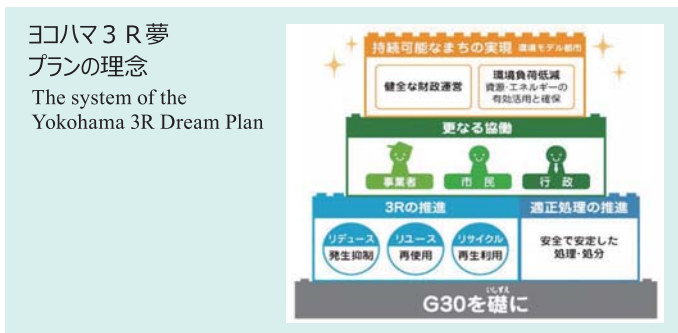 ヨコハマ３Ｒ夢
プランの理念
The system of the
Yokohama 3R Dream Plan
持続可能なまちの実現 環境モデル都市
健全な財政運営
環境負荷低減
資源・エネルギーの
有効活用と確保
更なる協働
事業者
市民
行政
3Rの推進
リデュース
発生抑制
リユース
再使用
リサイクル
再生利用
適正処理の推進
安全で安定した
処理・処分
いしずえ
G30を礎に